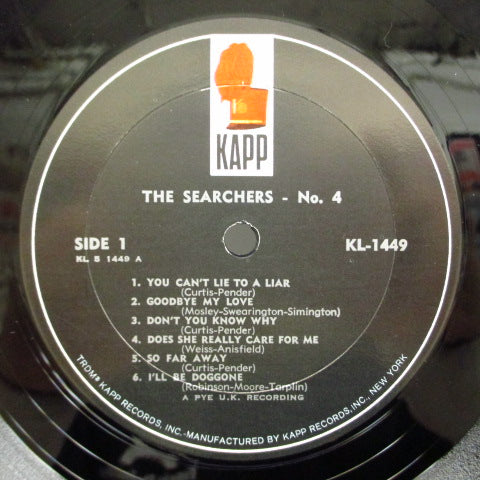 KAPP
THE SEARCHERS - No. 4
SIDE 1
KL-1449
KL S 1449 A
1. YOU CAN'T LIE TO A LIAR
(Curtis-Pender)
2. GOODBYE MY LOVE
(Mosley-Swearington-Simington)
3. DON'T YOU KNOW WHY
(Curtis-Pender)
4. DOES SHE REALLY CARE FOR ME
(Weiss-Anisfield)
5. SO FAR AWAY
(Curtis-Pender)
6. I'LL BE DOGGONE
(Robinson-Moore-Tarplin)
A PYE U.K. RECORDING
TRDMK KAPP RECORDS, INC.-MANUFACTURED BY KAPP RECORDS, INC., NEW YORK